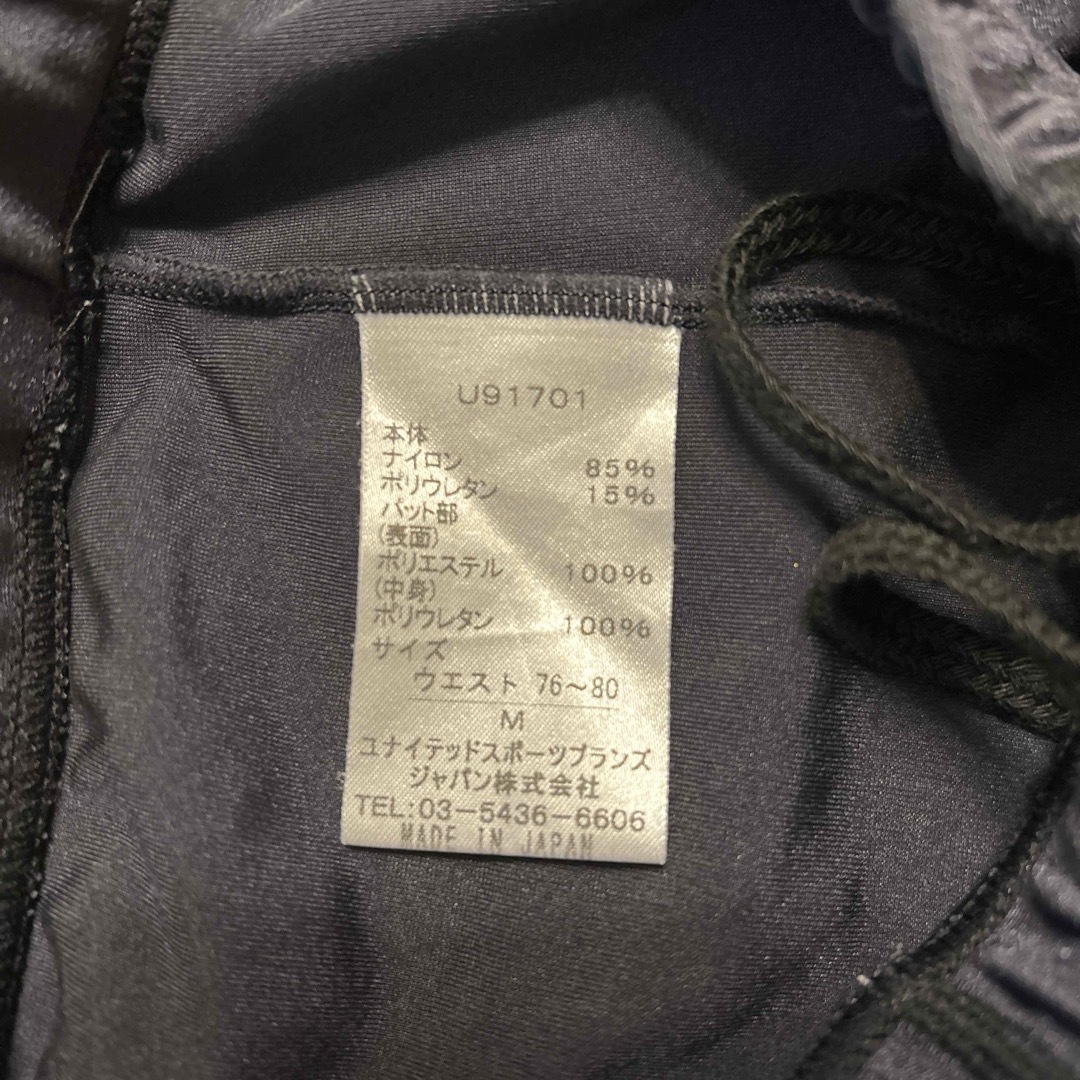 U91701
本体
ナイロン 85%
ポリウレタン 15%
パット部
(表面)
ポリエステル 100%
(中身)
ポリウレタン 100%
サイズ
ウエスト 76～80
M
ユナイテッドスポーツブランズ
ジャパン株式会社
TEL:03-5436-6606
MADE IN JAPAN